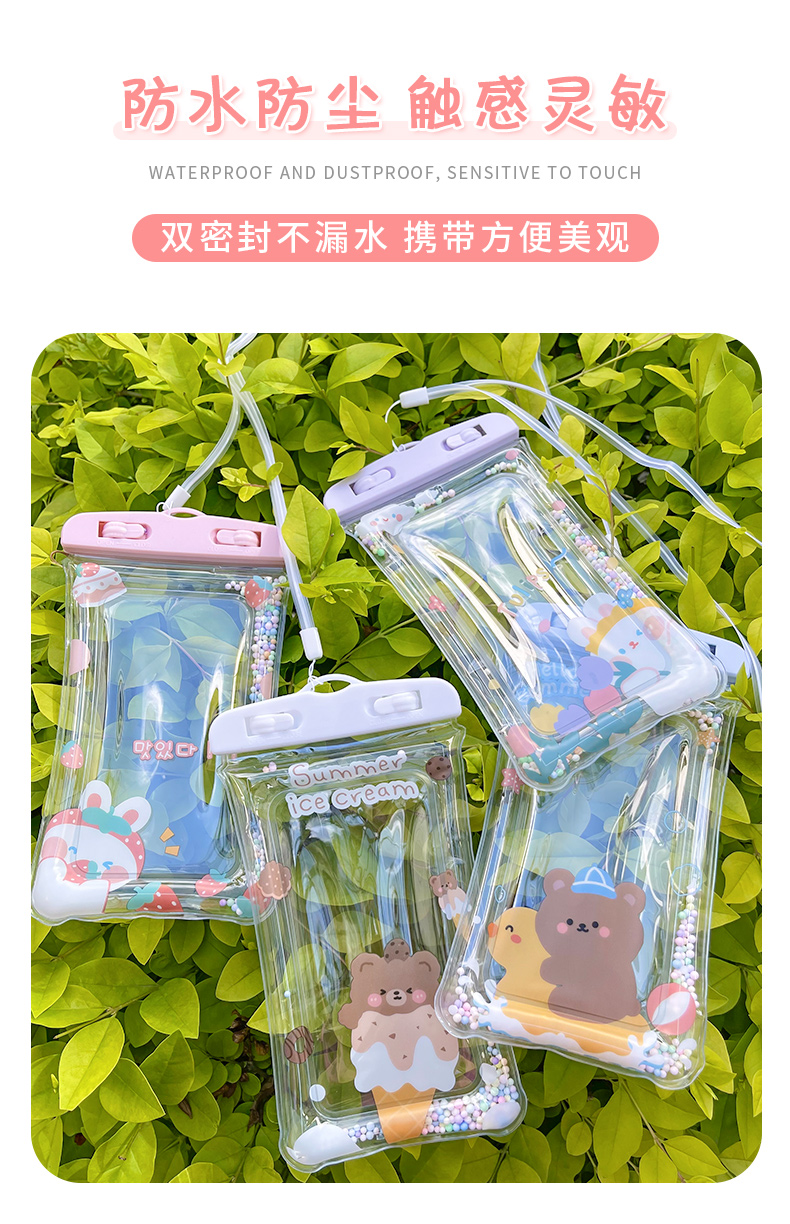 防水防尘 触感灵敏
WATERPROOF AND DUSTPROOF, SENSITIVE TO TOUCH
双密封不漏水 携带方便美观
맛있다
Summer
ice cream